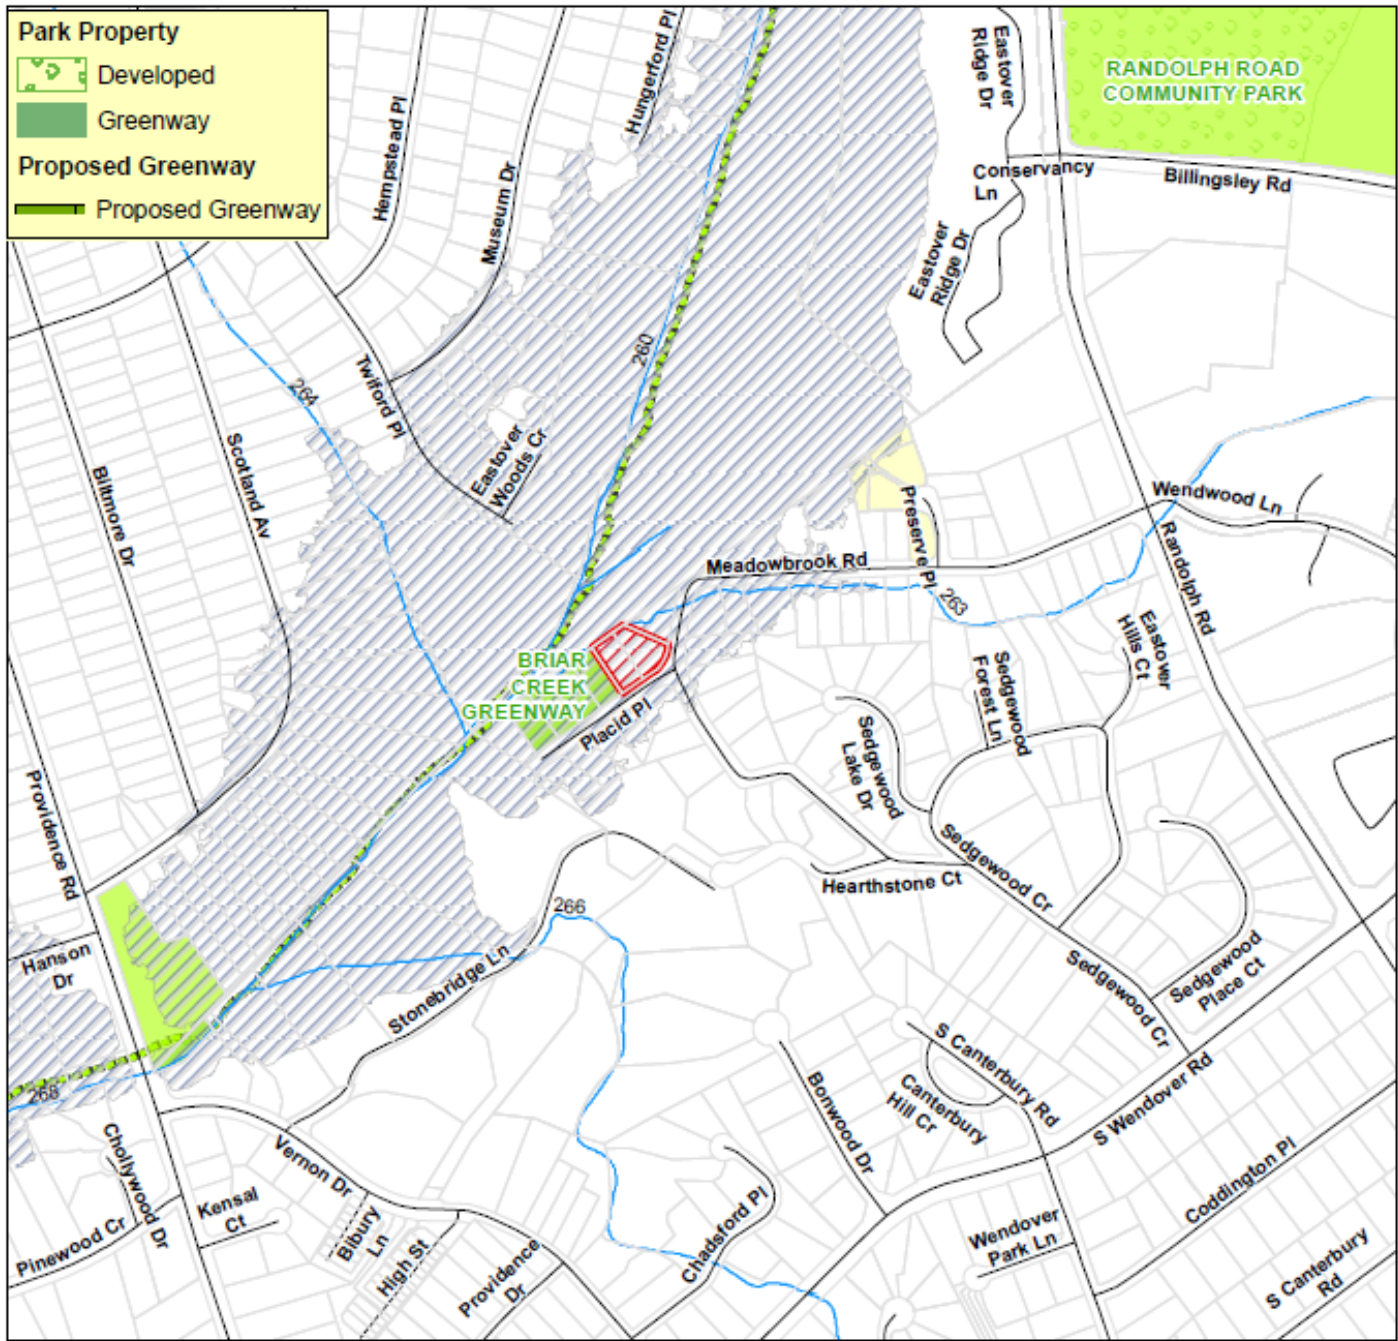 Park Property
Developed
Greenway
Proposed Greenway
Proposed Greenway
Hempstead Pl
Museum Dr
Hungerford Pl
Eastover
Ridge Dr
RANDOLPH ROAD
COMMUNITY PARK
Conservancy
Ln
Billingsley Rd
Eastover
Ridge Dr
264
260
Twiford Pl
Scotland Av
Biltmore Dr
Eastover
Woods Cr
Preserve Pl
Wendwood Ln
Meadowbrook Rd
263
Randolph Rd
Eastover
Hills Ct
Sedgewood
Forest Ln
BRIAR
CREEK
GREENWAY
Placid Pl
Sedgewood
Lake Dr
Providence Rd
Sedgewood Cr
Hearthstone Ct
266
Hanson
Dr
Stonebridge Ln
Sedgewood Cr
Sedgewood
Place Ct
S Canterbury Rd
Canterbury
Hill Cr
Bonwood Dr
S Wendover Rd
268
Chollywood Dr
Vernon Dr
Coddington Pl
Kensal
Ct
Pinewood Cr
Bibury
Ln
High St
Providence
Dr
Chadsford Pl
Wendover
Park Ln
S Canterbury
Rd